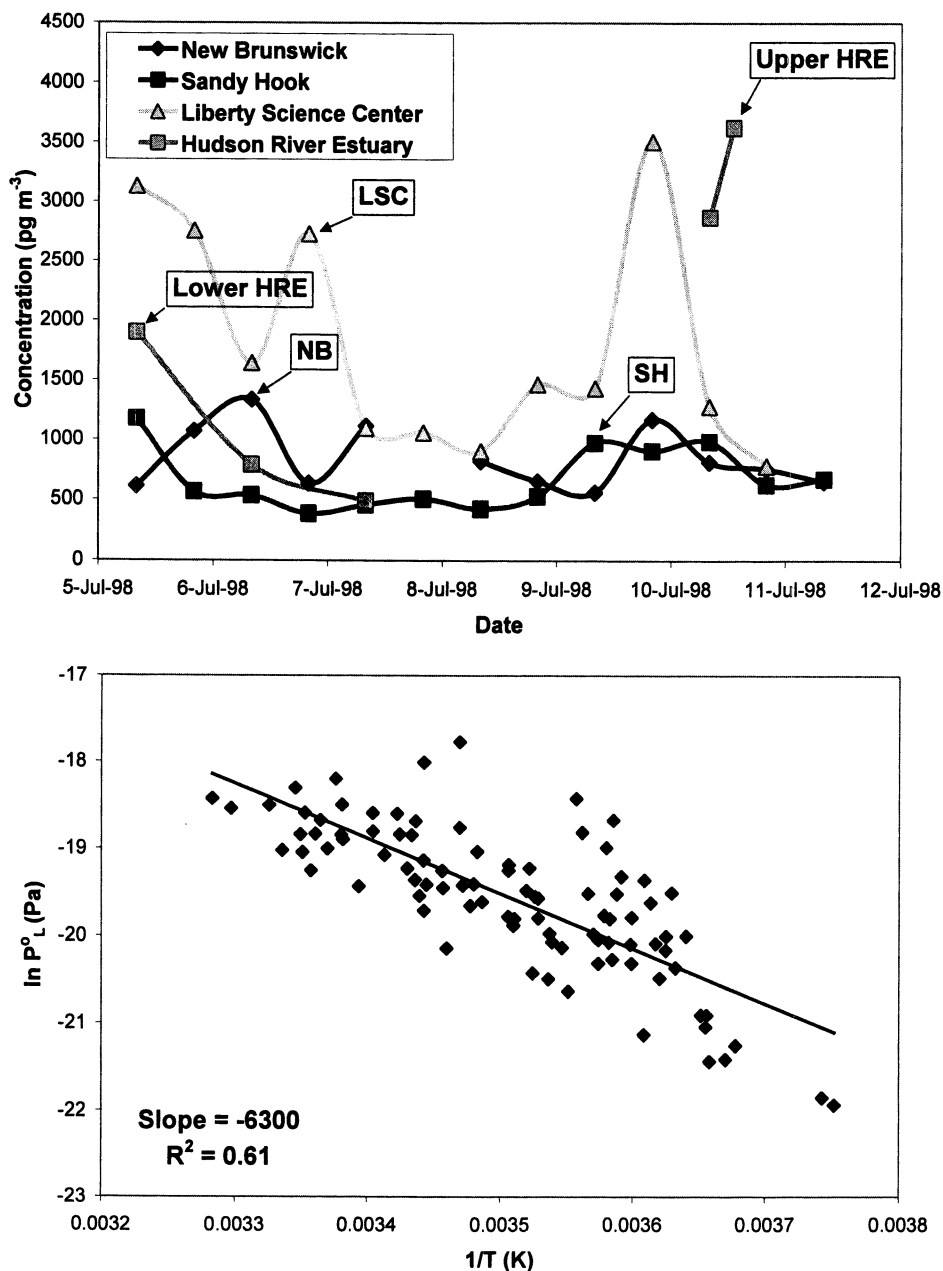 4500
4000
3500
3000
2500
2000
1500
1000
500
0
Concentration (pg m⁻³)
New Brunswick
Sandy Hook
Liberty Science Center
Hudson River Estuary
Upper HRE
LSC
Lower HRE
NB
SH
5-Jul-98 6-Jul-98 7-Jul-98 8-Jul-98 9-Jul-98 10-Jul-98 11-Jul-98 12-Jul-98
Date
-17
-18
-19
-20
-21
-22
-23
ln P°L (Pa)
Slope = -6300
R² = 0.61
0.0032 0.0033 0.0034 0.0035 0.0036 0.0037 0.0038
1/T (K)